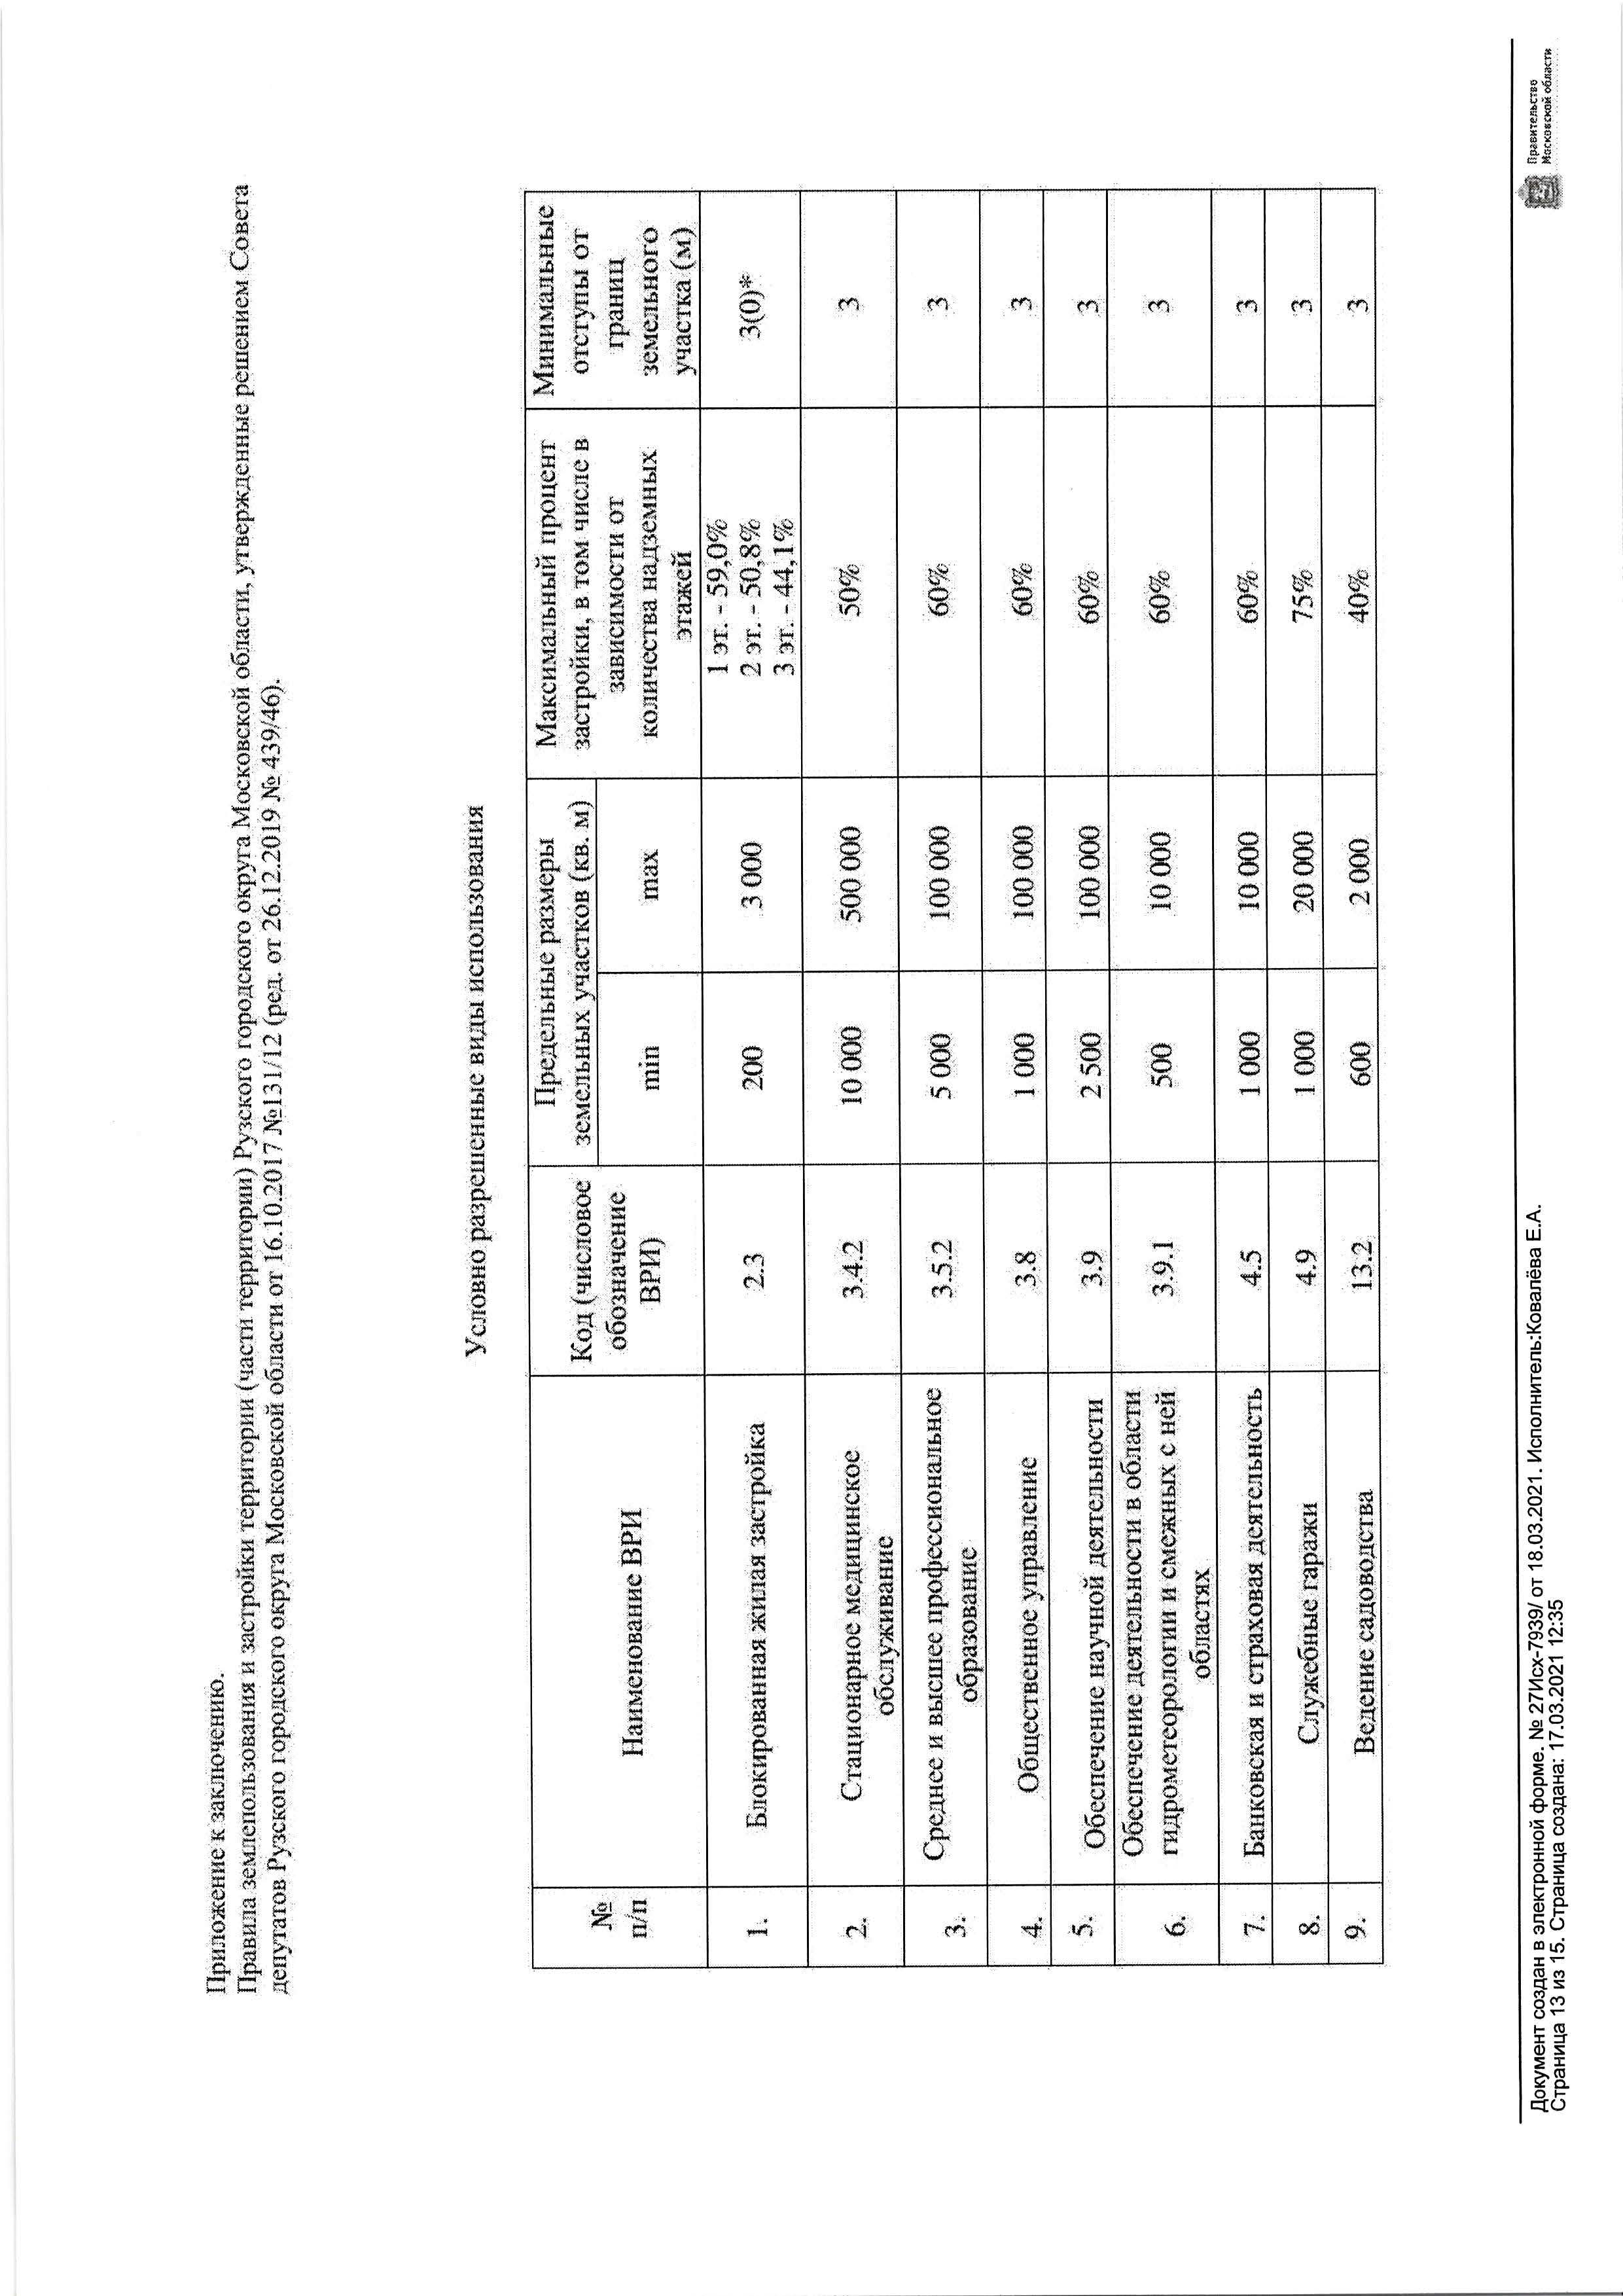 Приложение к заключению.
Правила землепользования и застройки территории (части территории) Рузского городского округа Московской области, утвержденные решением Совета
депутатов Рузского городского округа Московской области от 16.10.2017 №131/12 (ред. от 26.12.2019 № 439/46).
Условно разрешенные виды использования
№
п/п
Наименование ВРИ
Код (числовое
обозначение
ВРИ)
Предельные размеры
земельных участков (кв. м)
min
max
Максимальный процент
застройки, в том числе в
зависимости от
количества надземных
этажей
Минимальные
отступы от
границ
земельного
участка (м)
1. Блокированная жилая застройка 2.3 200 3 000 1 эт. - 59,0% 3(0)*
2 эт. - 50,8%
3 эт. - 44,1%
2. Стационарное медицинское 3.4.2 10 000 500 000 50% 3
обслуживание
3. Среднее и высшее профессиональное 3.5.2 5 000 100 000 60% 3
образование
4. Общественное управление 3.8 1 000 100 000 60% 3
5. Обеспечение научной деятельности 3.9 2 500 100 000 60% 3
6. Обеспечение деятельности в области 3.9.1 500 10 000 60% 3
гидрометеорологии и смежных с ней
областях
7. Банковская и страховая деятельность 4.5 1 000 10 000 60% 3
8. Служебные гаражи 4.9 1 000 20 000 75% 3
9. Ведение садоводства 13.2 600 2 000 40% 3
Документ создан в электронной форме. № 27Исх-7939/ от 18.03.2021. Исполнитель:Ковалёва Е.А.
Страница 13 из 15. Страница создана: 17.03.2021 12:35
Правительство
Московской области